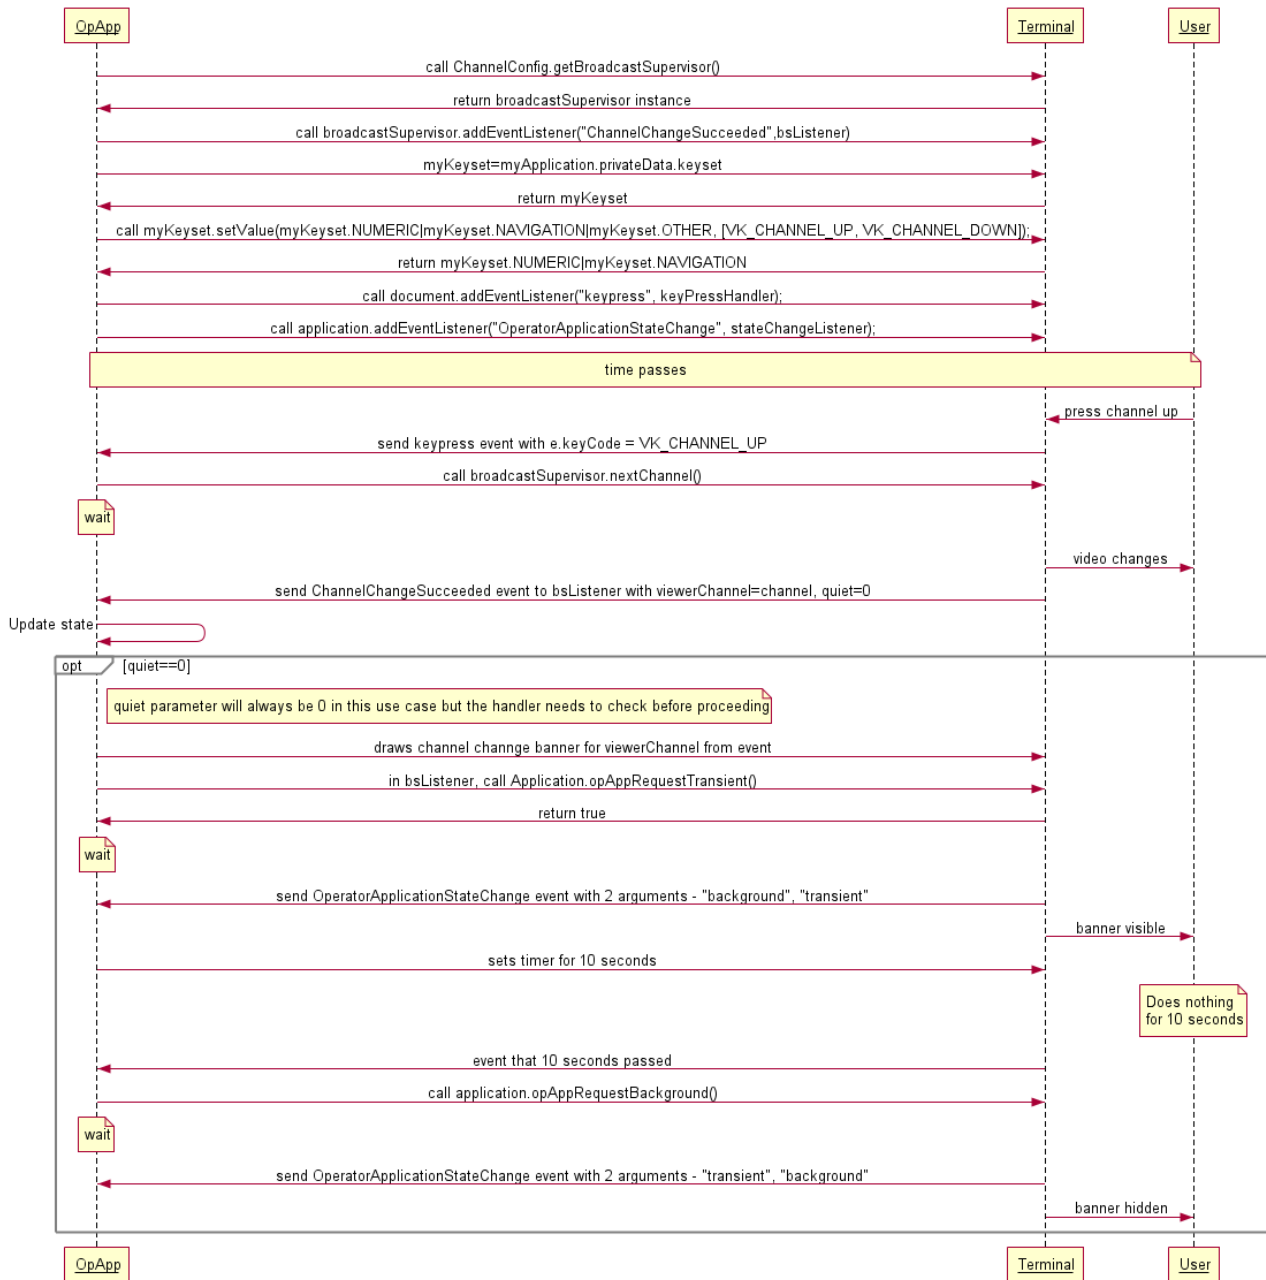 OpApp
Terminal
User
call ChannelConfig.getBroadcastSupervisor()
return broadcastSupervisor instance
call broadcastSupervisor.addEventListener("ChannelChangeSucceeded",bsListener)
myKeyset=myApplication.privateData.keyset
return myKeyset
call myKeyset.setValue(myKeyset.NUMERIC|myKeyset.NAVIGATION|myKeyset.OTHER, [VK_CHANNEL_UP, VK_CHANNEL_DOWN]);
return myKeyset.NUMERIC|myKeyset.NAVIGATION
call document.addEventListener("keypress", keyPressHandler);
call application.addEventListener("OperatorApplicationStateChange", stateChangeListener);
time passes
press channel up
send keypress event with e.keyCode = VK_CHANNEL_UP
call broadcastSupervisor.nextChannel()
wait
video changes
send ChannelChangeSucceeded event to bsListener with viewerChannel=channel, quiet=0
Update state
opt [quiet==0]
quiet parameter will always be 0 in this use case but the handler needs to check before proceeding
draws channel channge banner for viewerChannel from event
in bsListener, call Application.opAppRequestTransient()
return true
wait
send OperatorApplicationStateChange event with 2 arguments - "background", "transient"
banner visible
sets timer for 10 seconds
Does nothing
for 10 seconds
event that 10 seconds passed
call application.opAppRequestBackground()
wait
send OperatorApplicationStateChange event with 2 arguments - "transient", "background"
banner hidden
OpApp
Terminal
User